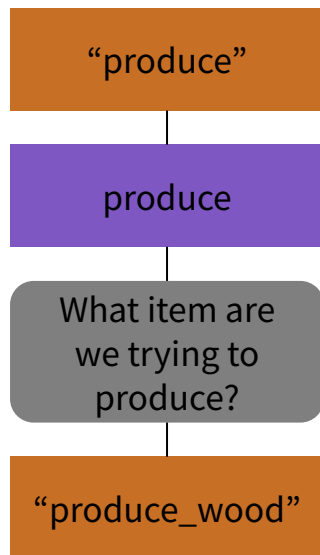 “produce”
produce
What item are
we trying to
produce?
“produce_wood”